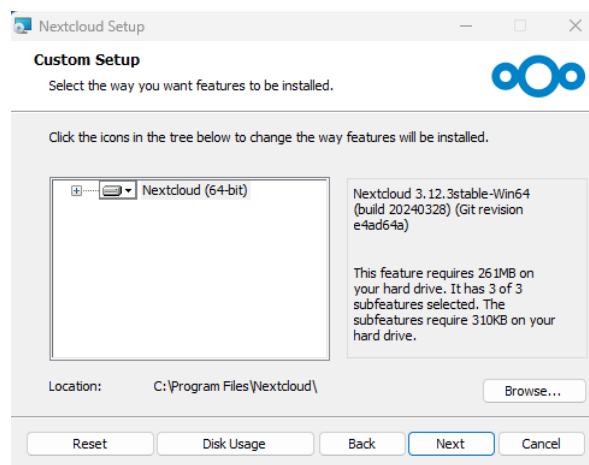 Nextcloud Setup
Custom Setup
Select the way you want features to be installed.
Click the icons in the tree below to change the way features will be installed.
Nextcloud (64-bit)
Nextcloud 3.12.3stable-Win64
(build 20240328) (Git revision
e4ad64a)
This feature requires 261MB on
your hard drive. It has 3 of 3
subfeatures selected. The
subfeatures require 310KB on your
hard drive.
Location: C:\Program Files\Nextcloud\
Browse...
Reset Disk Usage Back Next Cancel